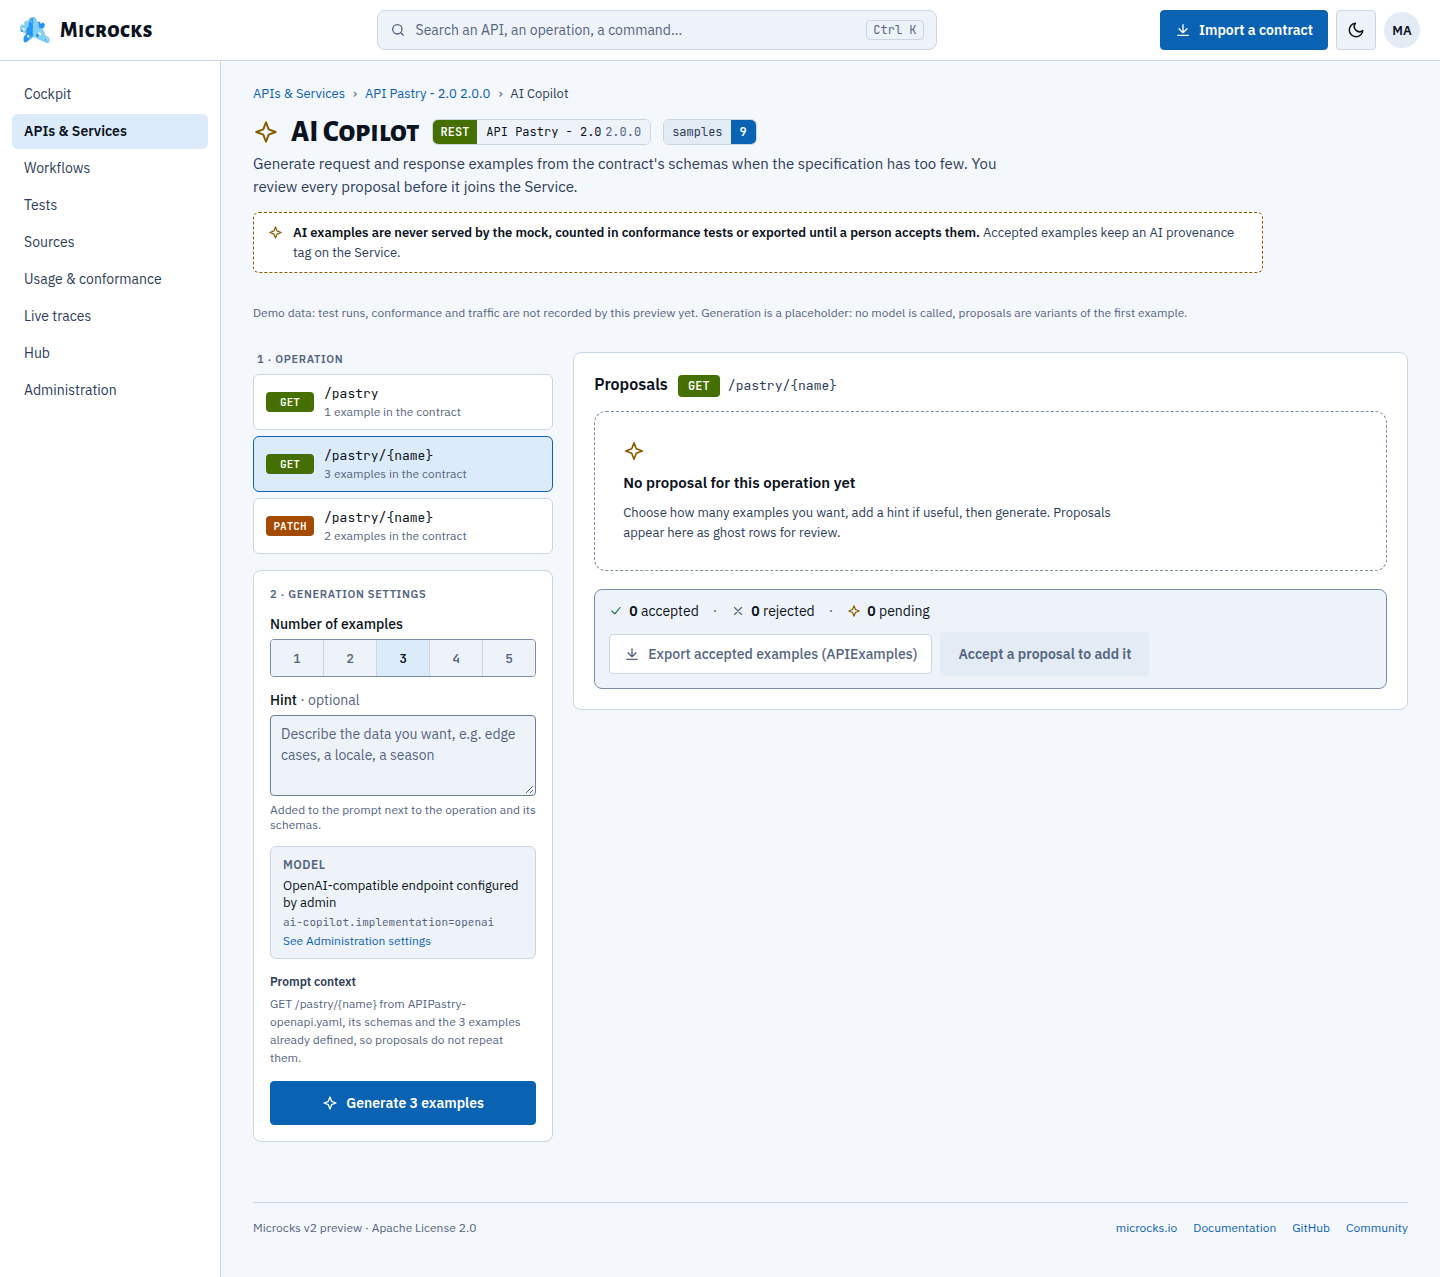 Microcks
Search an API, an operation, a command...
Ctrl K
Import a contract
MA
Cockpit
APIs & Services
Workflows
Tests
Sources
Usage & conformance
Live traces
Hub
Administration
APIs & Services › API Pastry - 2.0 2.0.0 › AI Copilot
AI Copilot
REST API Pastry - 2.0 2.0.0
samples 9
Generate request and response examples from the contract's schemas when the specification has too few. You
review every proposal before it joins the Service.
AI examples are never served by the mock, counted in conformance tests or exported until a person accepts them. Accepted examples keep an AI provenance
tag on the Service.
Demo data: test runs, conformance and traffic are not recorded by this preview yet. Generation is a placeholder: no model is called, proposals are variants of the first example.
1 · OPERATION
GET /pastry
1 example in the contract
GET /pastry/{name}
3 examples in the contract
PATCH /pastry/{name}
2 examples in the contract
2 · GENERATION SETTINGS
Number of examples
1 2 3 4 5
Hint · optional
Describe the data you want, e.g. edge
cases, a locale, a season
Added to the prompt next to the operation and its
schemas.
MODEL
OpenAI-compatible endpoint configured
by admin
ai-copilot.implementation=openai
See Administration settings
Prompt context
GET /pastry/{name} from APIPastry-
openapi.yaml, its schemas and the 3 examples
already defined, so proposals do not repeat
them.
Generate 3 examples
Proposals GET /pastry/{name}
No proposal for this operation yet
Choose how many examples you want, add a hint if useful, then generate. Proposals
appear here as ghost rows for review.
0 accepted · 0 rejected · 0 pending
Export accepted examples (APIExamples)
Accept a proposal to add it
Microcks v2 preview · Apache License 2.0
microcks.io Documentation GitHub Community